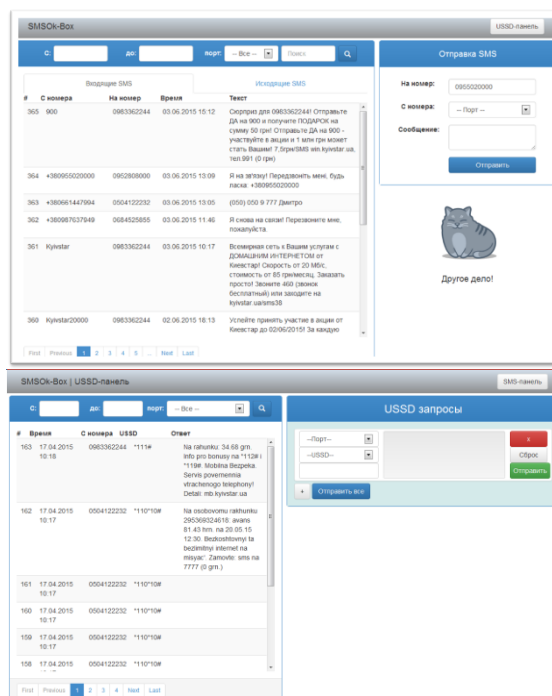 SMSOk-Box
USSD-панель
С: до: порт: -- Все -- Поиск
Входящие SMS Исходящие SMS
# С номера На номер Время Текст
365 900 0983362244 03.06.2015 15:12 Сюрприз для 0983362244! Отправьте
ДА на 900 и получите ПОДАРОК на
сумму 50 грн! Отправьте ДА на 900 -
участвуйте в акции и 1 млн грн может
стать Вашим! 7,5грн/SMS win.kyivstar.ua,
тел.991 (0 грн)
364 +380955020000 0952808000 03.06.2015 13:09 Я на зв'язку! Передзвоніть мені, будь
ласка. +380955020000
363 +380661447994 0504122232 03.06.2015 13:05 (050) 050 9 777 Дмитро
362 +380987637849 0684525855 03.06.2015 11:46 Я снова на связи! Перезвоните мне,
пожалуйста.
361 Kyivstar 0983362244 03.06.2015 10:17 Всемирная сеть к Вашим услугам с
ДОМАШНИМ ИНТЕРНЕТОМ от
Киевстар! Скорость от 20 Мб/с,
стоимость от 85 грн/месяц. Заказать
просто! Звоните 460 (звонок
бесплатный) или заходите на
kyivstar.ua/sms38
360 Kyivstar20000 0983362244 02.06.2015 16:13 Успейте принять участие в акции от
Киевстар до 02/06/2015! За каждую
First Previous 1 2 3 4 5 ... Next Last
Отправка SMS
На номер: 0955020000
С номера: -- Порт --
Сообщение:
Отправить
Другое дело!
SMSOk-Box | USSD-панель
SMS-панель
С: до: порт: -- Все --
# Время С номера USSD Ответ
163 17.04.2015 0983362244 *111# Na rahunku: 34.68 grn.
10:18 Info pro bonusy na *112# i
*119#. Mobilna Bezpeka.
Servis povernennia
vtrachenogo telephony!
Detali: mb.kyivstar.ua
162 17.04.2015 0504122232 *110*10# Na osobovomu rakhunku
10:17 295369324618: avans
81.43 hrn. na 20.05.15
12:30. Bezkoshtovnyi ta
bezlimitnyi internet na
misyac'. Zamovte: sms na
7777 (0 grn.)
161 17.04.2015 0504122232 *110*10#
10:17
160 17.04.2015 0504122232 *110*10#
10:17
159 17.04.2015 0504122232 *110*10#
10:17
158 17.04.2015 0504122232 *110*10#
First Previous 1 2 3 4 Next Last
USSD запросы
--Порт-- x
--USSD-- Сброс
Отправить
+ Отправить все